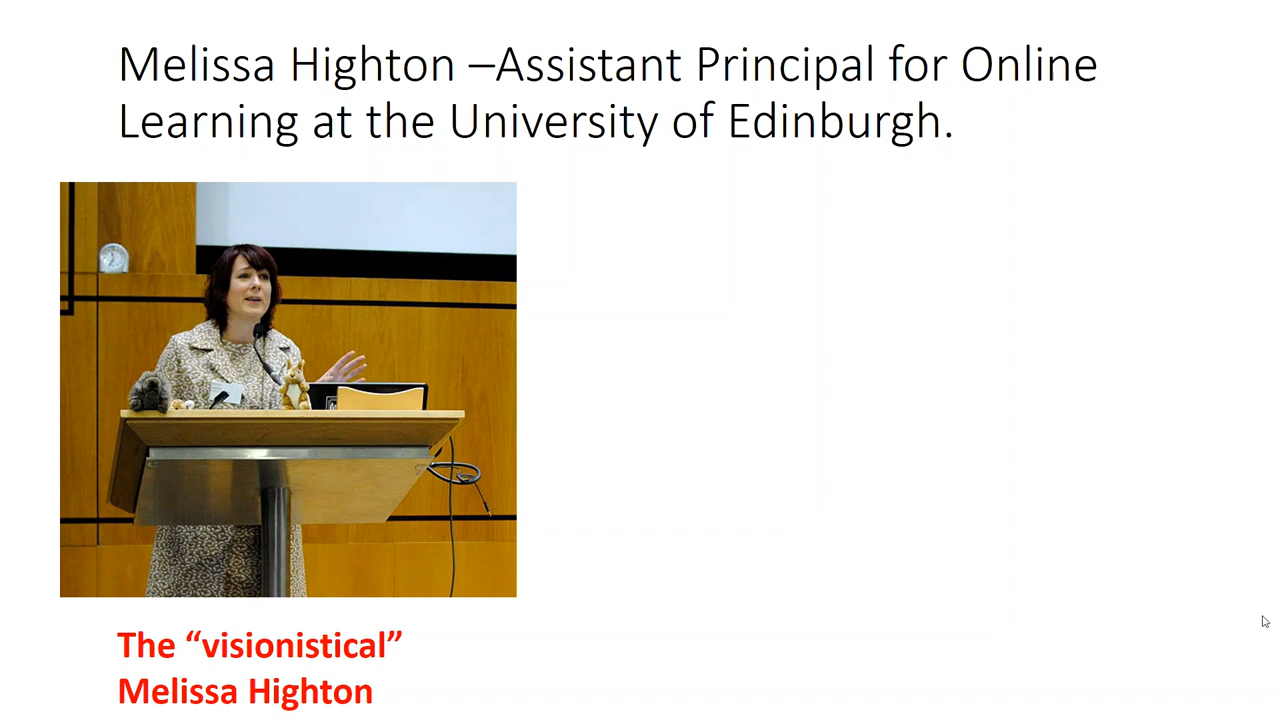 Melissa Highton –Assistant Principal for Online
Learning at the University of Edinburgh.
The “visionistical”
Melissa Highton